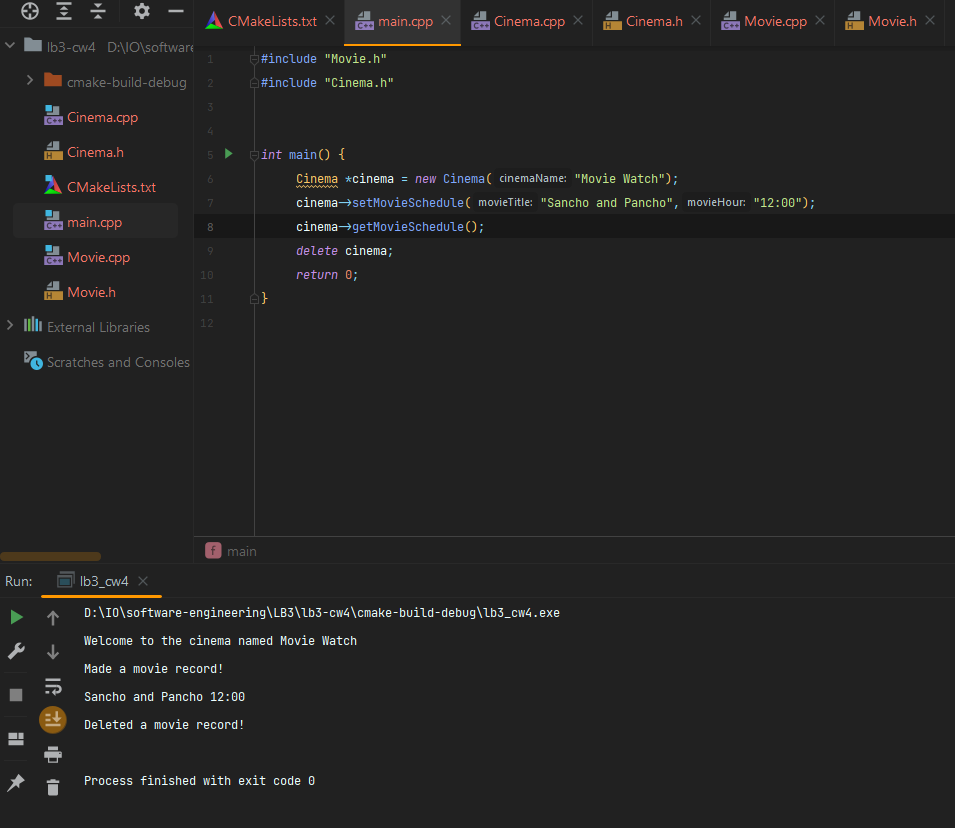 CMakeLists.txt main.cpp Cinema.cpp Cinema.h Movie.cpp Movie.h
lb3-cw4 D:\IO\software
cmake-build-debug
Cinema.cpp
Cinema.h
CMakeLists.txt
main.cpp
Movie.cpp
Movie.h
External Libraries
Scratches and Consoles
1 #include "Movie.h"
2 #include "Cinema.h"
3
4
5 int main() {
6 Cinema *cinema = new Cinema( cinemaName: "Movie Watch");
7 cinema->setMovieSchedule( movieTitle: "Sancho and Pancho", movieHour: "12:00");
8 cinema->getMovieSchedule();
9 delete cinema;
10 return 0;
11 }
12
main
Run: lb3_cw4
D:\IO\software-engineering\LB3\lb3-cw4\cmake-build-debug\lb3_cw4.exe
Welcome to the cinema named Movie Watch
Made a movie record!
Sancho and Pancho 12:00
Deleted a movie record!
Process finished with exit code 0